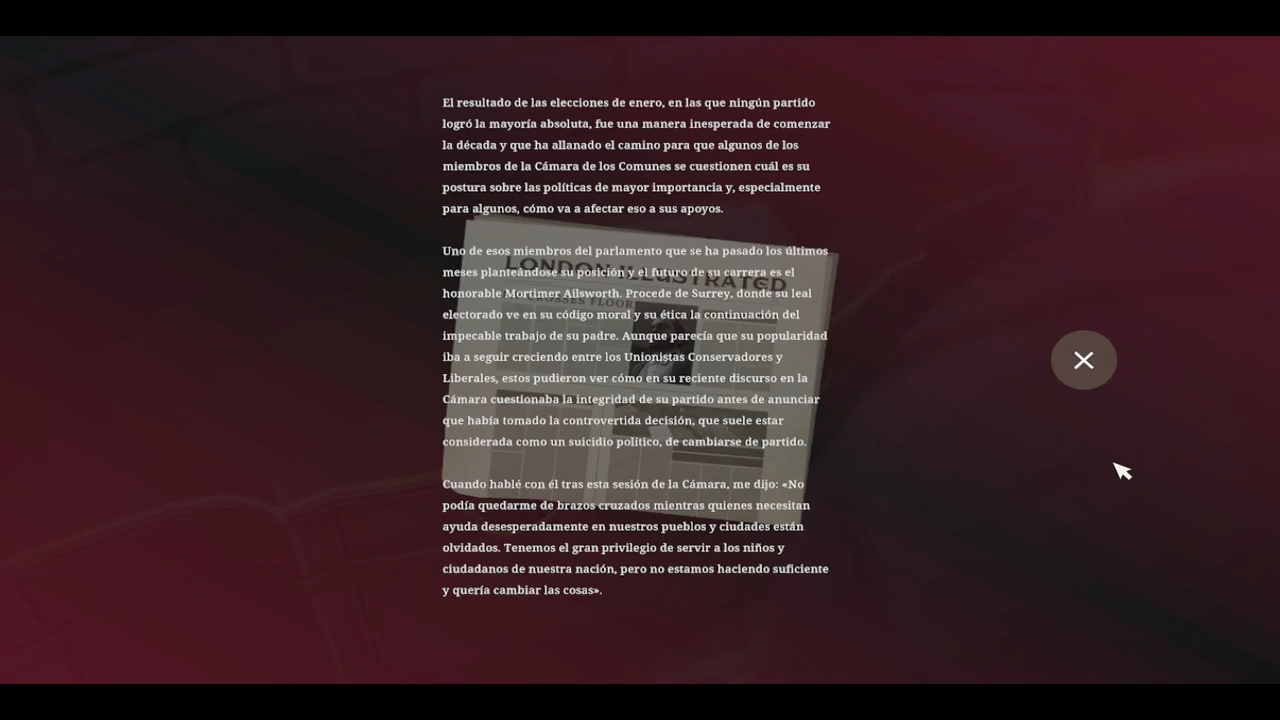 El resultado de las elecciones de enero, en las que ningún partido
logró la mayoría absoluta, fue una manera inesperada de comenzar
la década y que ha allanado el camino para que algunos de los
miembros de la Cámara de los Comunes se cuestionen cuál es su
postura sobre las políticas de mayor importancia y, especialmente
para algunos, cómo va a afectar eso a sus apoyos.
Uno de esos miembros del parlamento que se ha pasado los últimos
meses planteándose su posición y el futuro de su carrera es el
honorable Mortimer Ailsworth. Procede de Surrey, donde su leal
electorado ve en su código moral y su ética la continuación del
impecable trabajo de su padre. Aunque parecía que su popularidad
iba a seguir creciendo entre los Unionistas Conservadores y
Liberales, estos pudieron ver cómo en su reciente discurso en la
Cámara cuestionaba la integridad de su partido antes de anunciar
que había tomado la controvertida decisión, que suele estar
considerada como un suicidio político, de cambiarse de partido.
Cuando hablé con él tras esta sesión de la Cámara, me dijo: «No
podía quedarme de brazos cruzados mientras quienes necesitan
ayuda desesperadamente en nuestros pueblos y ciudades están
olvidados. Tenemos el gran privilegio de servir a los niños y
ciudadanos de nuestra nación, pero no estamos haciendo suficiente
y quería cambiar las cosas».
LONDON ILLUSTRATED
FLOOR